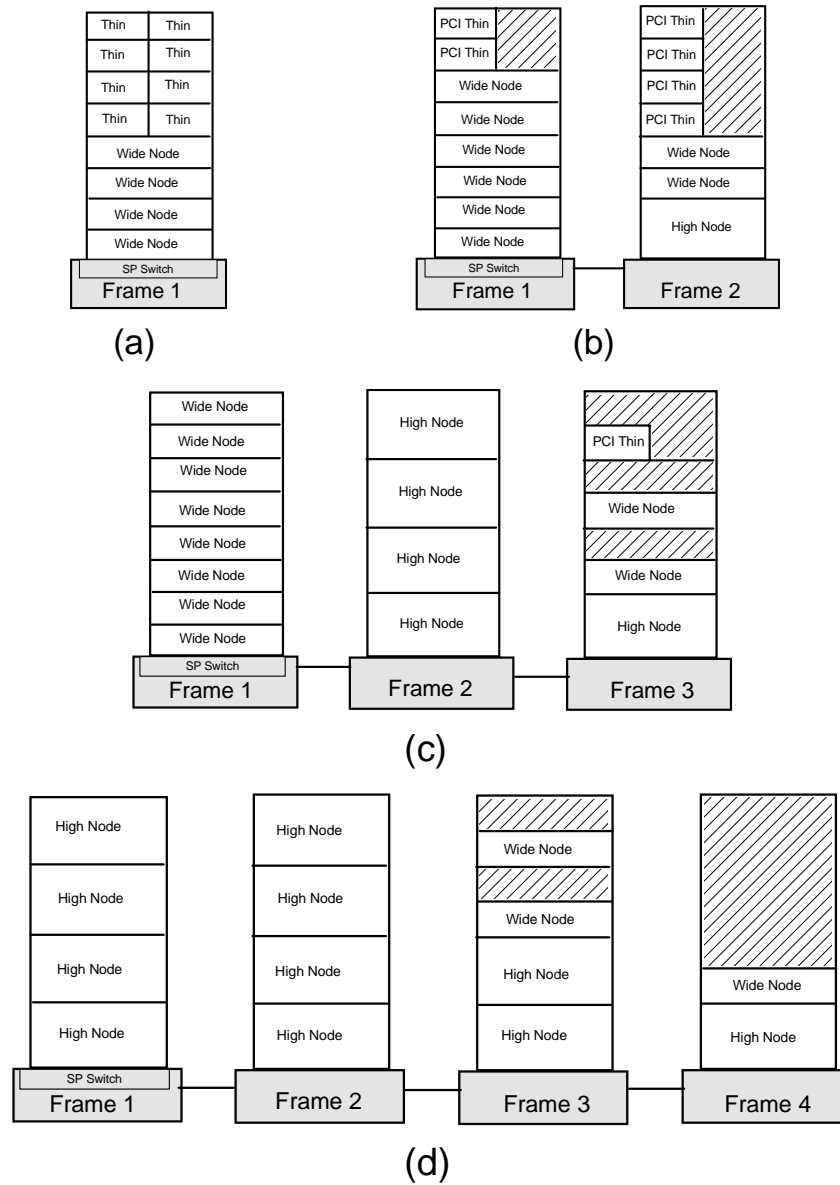 Thin Thin
Thin Thin
Thin Thin
Thin Thin
Wide Node
Wide Node
Wide Node
Wide Node
SP Switch
Frame 1
(a)
PCI Thin
PCI Thin
Wide Node
Wide Node
Wide Node
Wide Node
Wide Node
Wide Node
SP Switch
Frame 1
PCI Thin
PCI Thin
PCI Thin
PCI Thin
Wide Node
Wide Node
High Node
Frame 2
(b)
Wide Node
Wide Node
Wide Node
Wide Node
Wide Node
Wide Node
Wide Node
Wide Node
SP Switch
Frame 1
High Node
High Node
High Node
High Node
Frame 2
PCI Thin
Wide Node
Wide Node
High Node
Frame 3
(c)
High Node
High Node
High Node
High Node
SP Switch
Frame 1
High Node
High Node
High Node
High Node
Frame 2
Wide Node
Wide Node
High Node
High Node
Frame 3
Wide Node
High Node
Frame 4
(d)